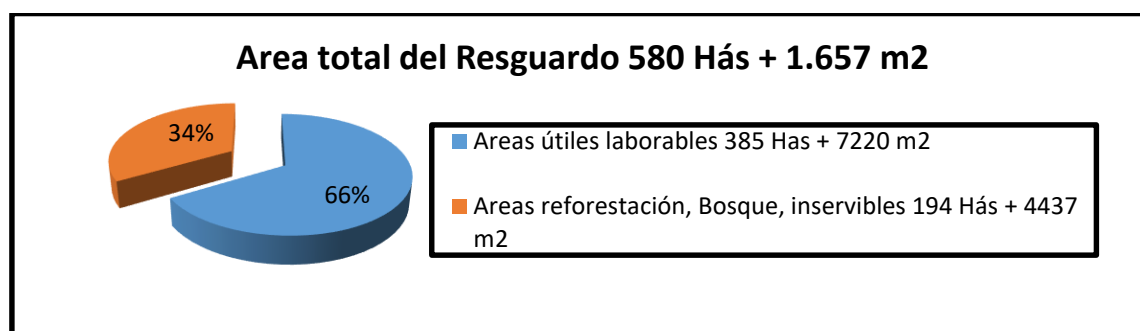 Area total del Resguardo 580 Hás + 1.657 m2
34%
66%
Areas útiles laborables 385 Has + 7220 m2
Areas reforestación, Bosque, inservibles 194 Hás + 4437
m2